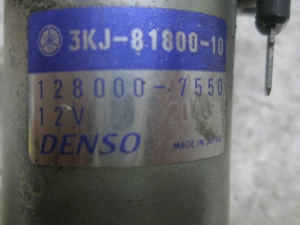 3KJ-81800-10
128000-7550
12V
DENSO MADE IN JAPAN